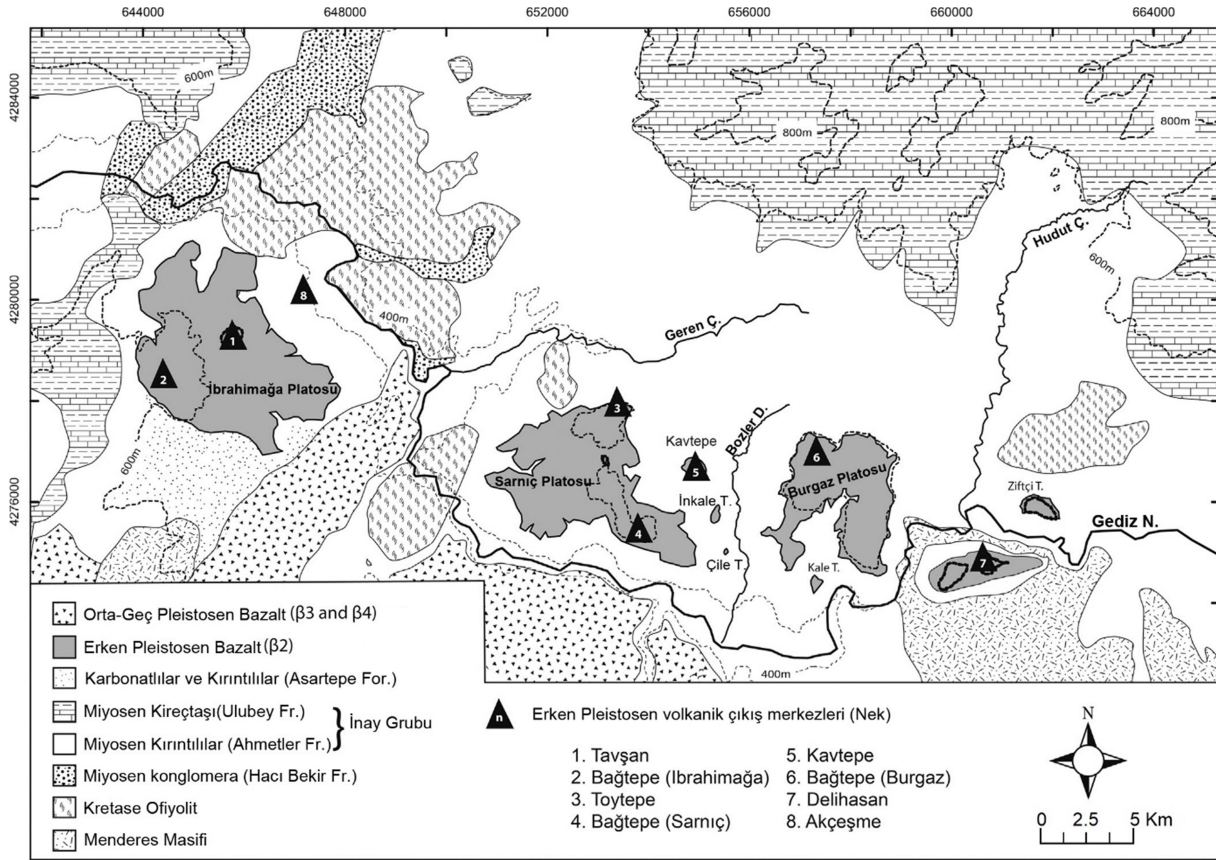 644000 648000 652000 656000 660000 664000
4284000
4280000
4276000
600m
800m
800m
Hudut Ç.
600m
8
400m
Geren Ç.
1
2
İbrahimağa Platosu
600m
3
Kavtepe
5
Bozler D.
6
Sarnıç Platosu
Burgaz Platosu
İnkale T.
Ziftçi T.
4
Gediz N.
Çile T.
Kale T.
7
400m
Orta-Geç Pleistosen Bazalt (β3 and β4)
Erken Pleistosen Bazalt (β2)
Karbonatlılar ve Kırıntılılar (Asartepe For.)
Miyosen Kireçtaşı(Ulubey Fr.)
Miyosen Kırıntılılar (Ahmetler Fr.)
İnay Grubu
Miyosen konglomera (Hacı Bekir Fr.)
Kretase Ofiyolit
Menderes Masifi
n Erken Pleistosen volkanik çıkış merkezleri (Nek)
1. Tavşan
2. Bağtepe (Ibrahimağa)
3. Toytepe
4. Bağtepe (Sarnıç)
5. Kavtepe
6. Bağtepe (Burgaz)
7. Delihasan
8. Akçeşme
N
0 2.5 5 Km